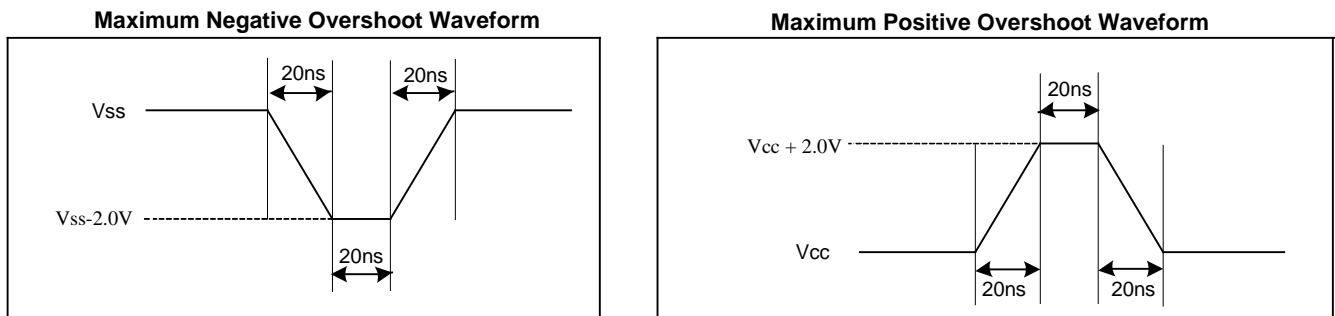 Maximum Negative Overshoot Waveform
20ns
20ns
Vss
Vss-2.0V
20ns
Maximum Positive Overshoot Waveform
20ns
Vcc + 2.0V
Vcc
20ns
20ns